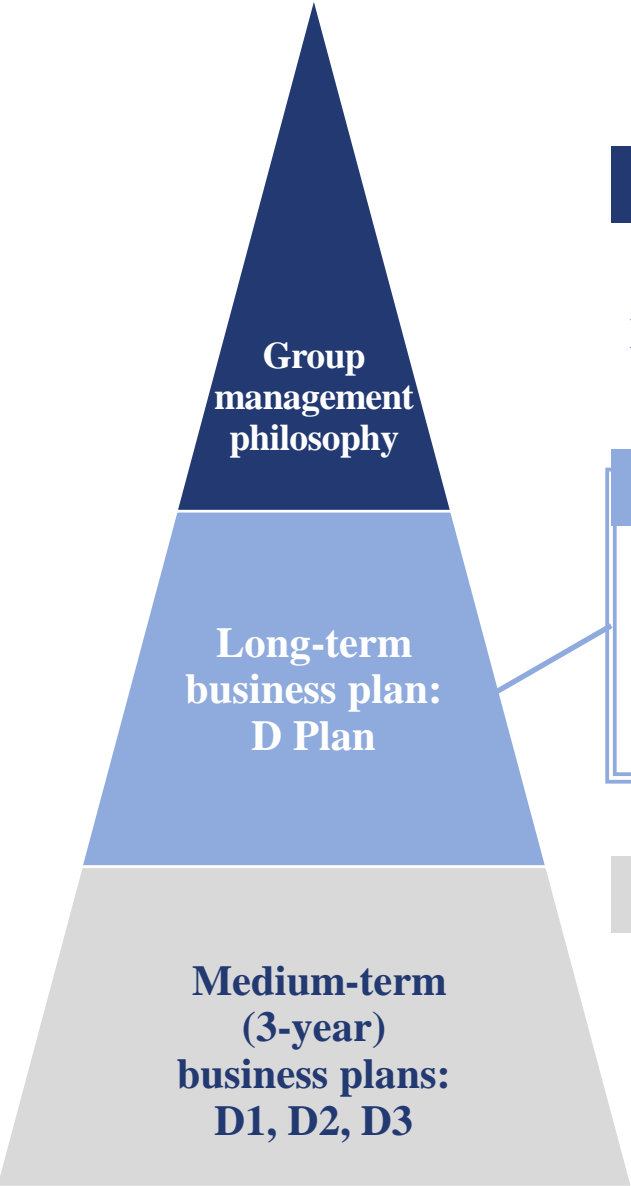 Group
management
philosophy
Long-term
business plan:
D Plan
Medium-term
(3-year)
business plans:
D1, D2, D3